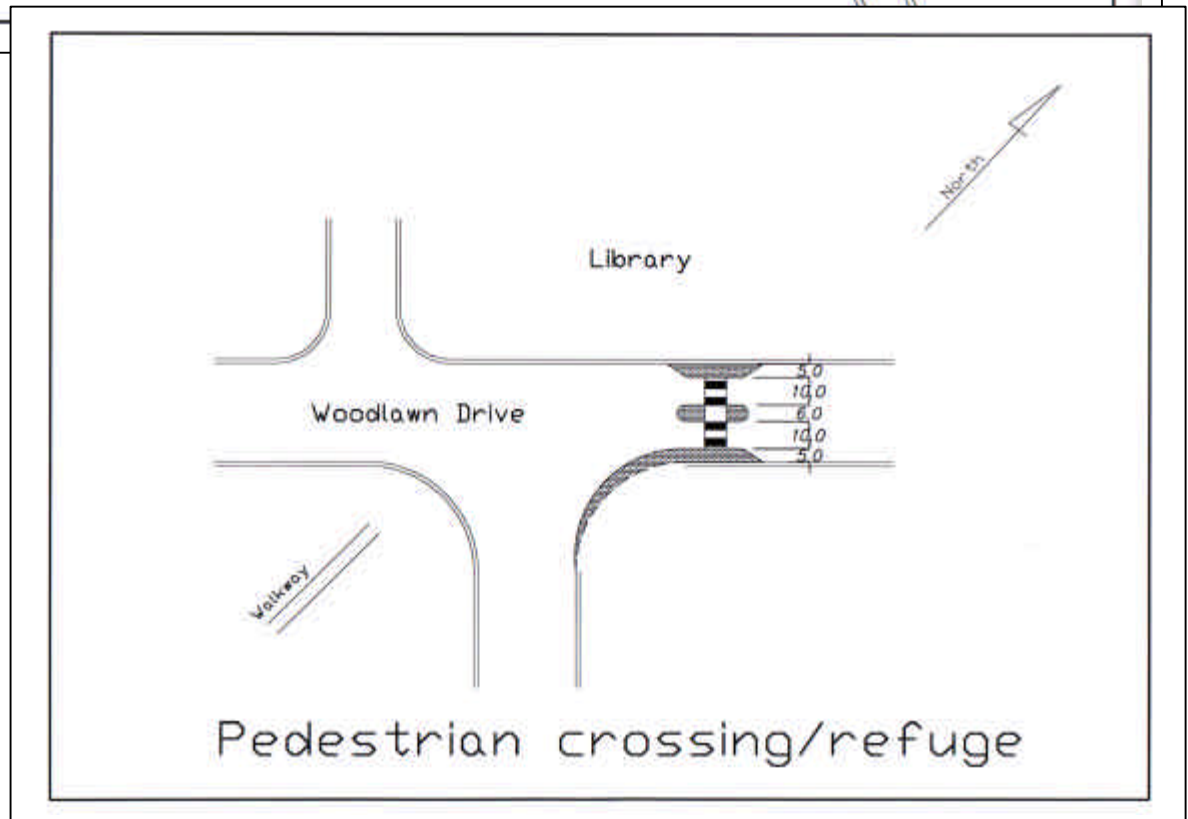 North
Library
5.0
10.0
6.0
10.0
5.0
Woodlawn Drive
Walkway
Pedestrian crossing/refuge